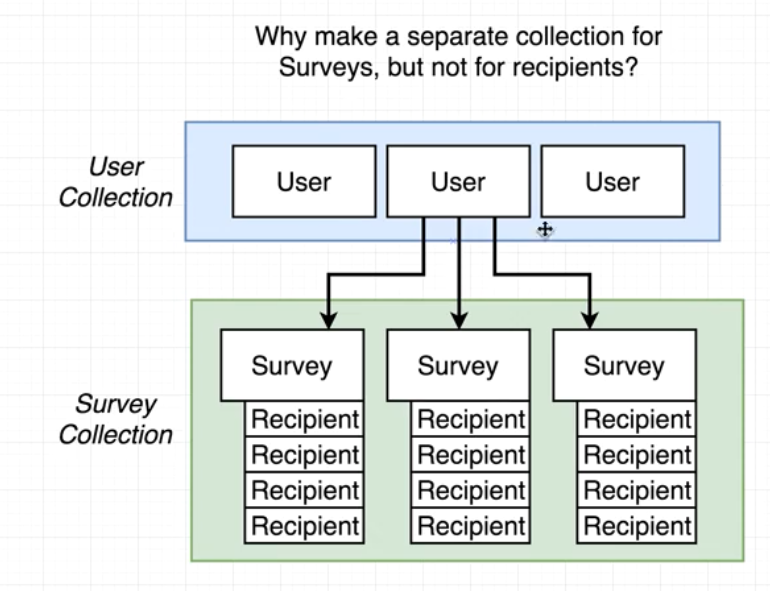 Why make a separate collection for
Surveys, but not for recipients?
User
Collection
User
User
User
Survey
Collection
Survey
Survey
Survey
Recipient
Recipient
Recipient
Recipient
Recipient
Recipient
Recipient
Recipient
Recipient
Recipient
Recipient
Recipient